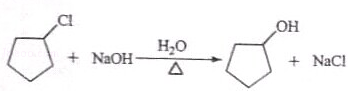 Cl
OH
+ NaOH H₂O △ + NaCl